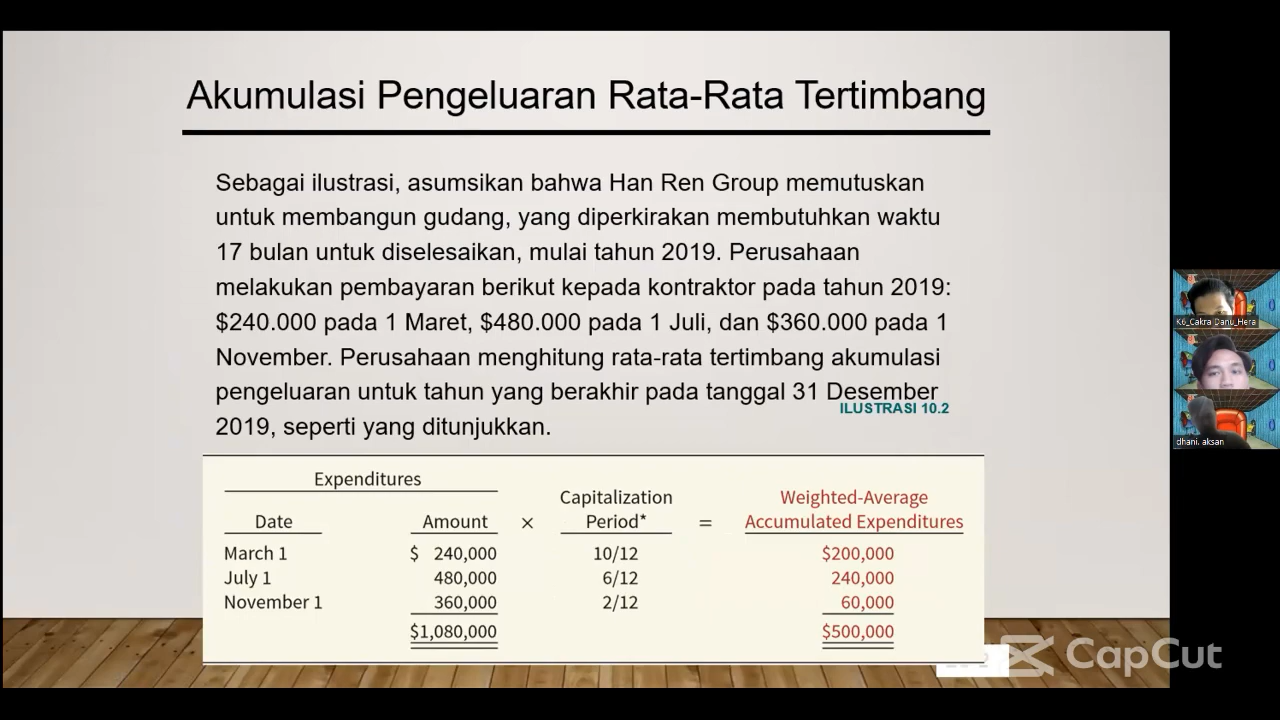 Akumulasi Pengeluaran Rata-Rata Tertimbang
Sebagai ilustrasi, asumsikan bahwa Han Ren Group memutuskan
untuk membangun gudang, yang diperkirakan membutuhkan waktu
17 bulan untuk diselesaikan, mulai tahun 2019. Perusahaan
melakukan pembayaran berikut kepada kontraktor pada tahun 2019:
$240.000 pada 1 Maret, $480.000 pada 1 Juli, dan $360.000 pada 1
November. Perusahaan menghitung rata-rata tertimbang akumulasi
pengeluaran untuk tahun yang berakhir pada tanggal 31 Desember
2019, seperti yang ditunjukkan.
ILUSTRASI 10.2
Expenditures
Capitalization Weighted-Average
Date Amount × Period* = Accumulated Expenditures
March 1 $ 240,000 10/12 $200,000
July 1 480,000 6/12 240,000
November 1 360,000 2/12 60,000
$1,080,000 $500,000
CapCut
K6_Cakra Danu_Hera
dhani. aksan